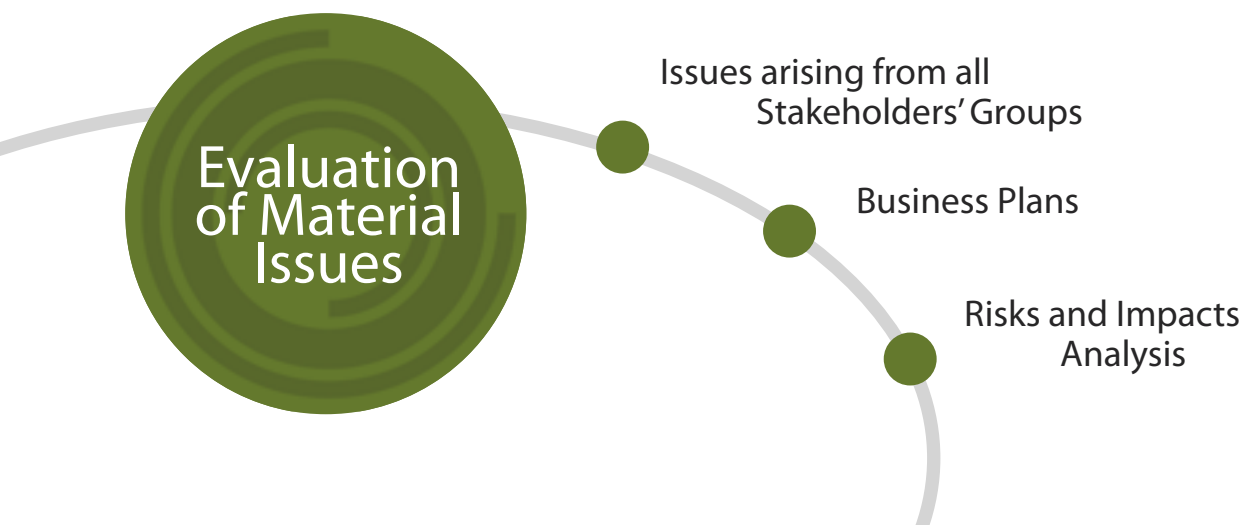 Evaluation
of Material
Issues
Issues arising from all
Stakeholders’ Groups
Business Plans
Risks and Impacts
Analysis